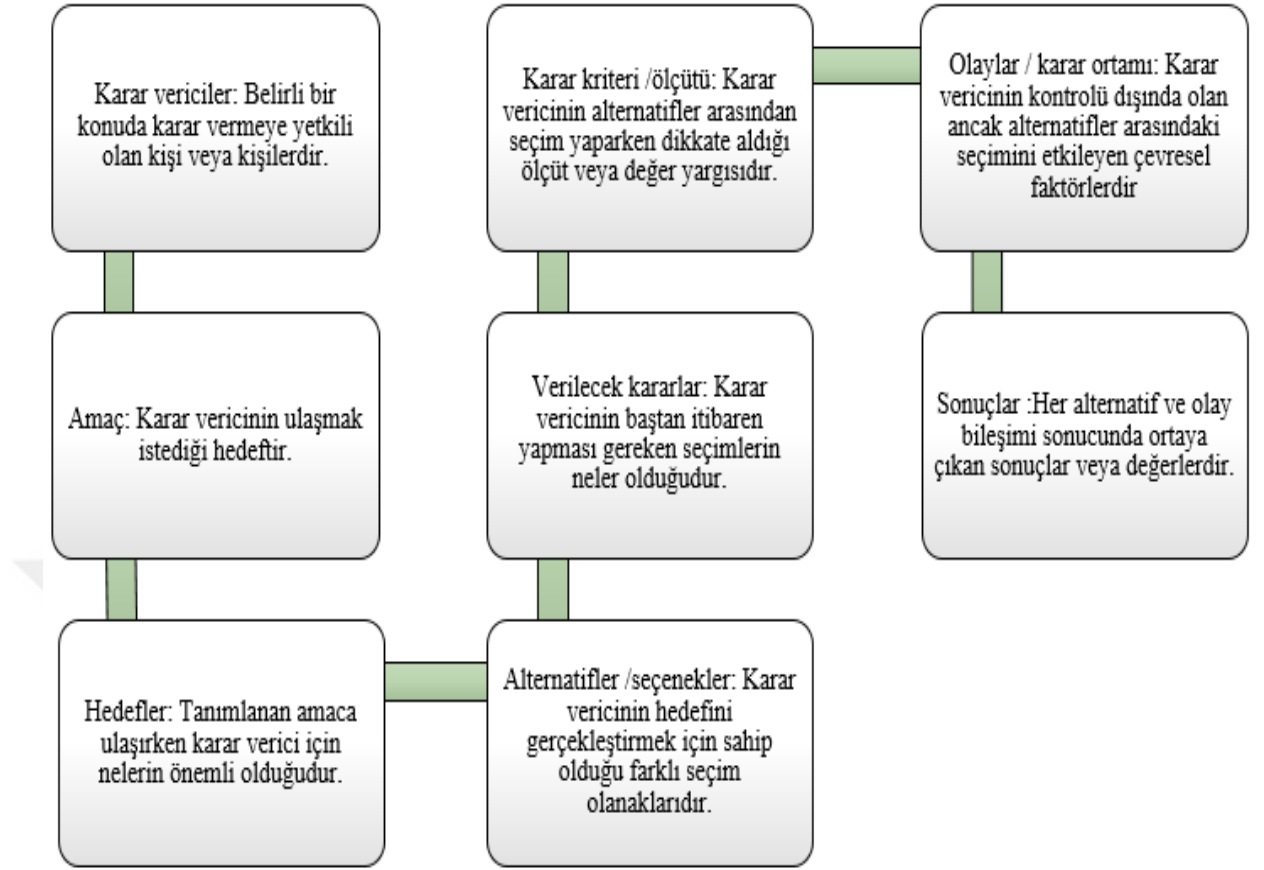 Karar vericiler: Belirli bir
konuda karar vermeye yetkili
olan kişi veya kişilerdir.
Amaç: Karar vericinin ulaşmak
istediği hedeftir.
Hedefler: Tanımlanan amaca
ulaşırken karar verici için
nelerin önemli olduğudur.
Alternatifler /seçenekler: Karar
vericinin hedefini
gerçekleştirmek için sahip
olduğu farklı seçim
olanaklarıdır.
Verilecek kararlar: Karar
vericinin baştan itibaren
yapması gereken seçimlerin
neler olduğudur.
Karar kriteri /ölçütü: Karar
vericinin alternatifler arasından
seçim yaparken dikkate aldığı
ölçüt veya değer yargısıdır.
Olaylar / karar ortamı: Karar
vericinin kontrolü dışında olan
ancak alternatifler arasındaki
seçimini etkileyen çevresel
faktörlerdir
Sonuçlar :Her alternatif ve olay
bileşimi sonucunda ortaya
çıkan sonuçlar veya değerlerdir.